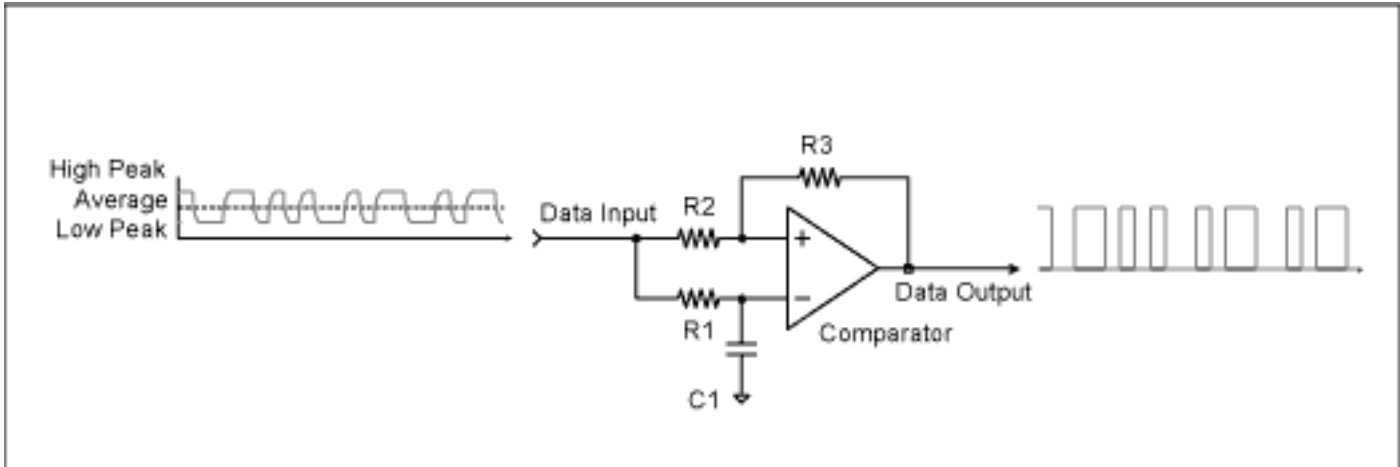 High Peak
Average
Low Peak
Data Input
R2
R3
+
−
R1
C1
Comparator
Data Output